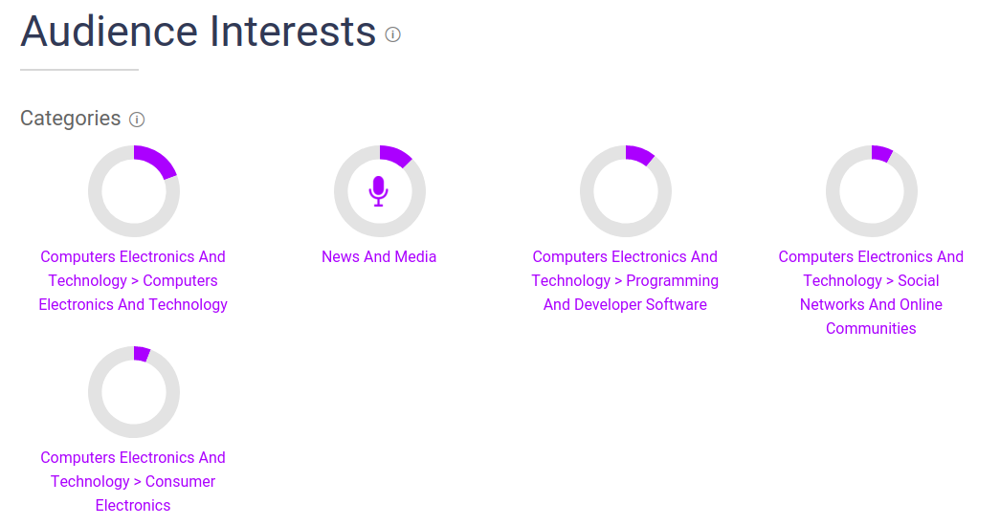 Audience Interests
Categories
Computers Electronics And
Technology > Computers
Electronics And Technology
News And Media
Computers Electronics And
Technology > Programming
And Developer Software
Computers Electronics And
Technology > Social
Networks And Online
Communities
Computers Electronics And
Technology > Consumer
Electronics